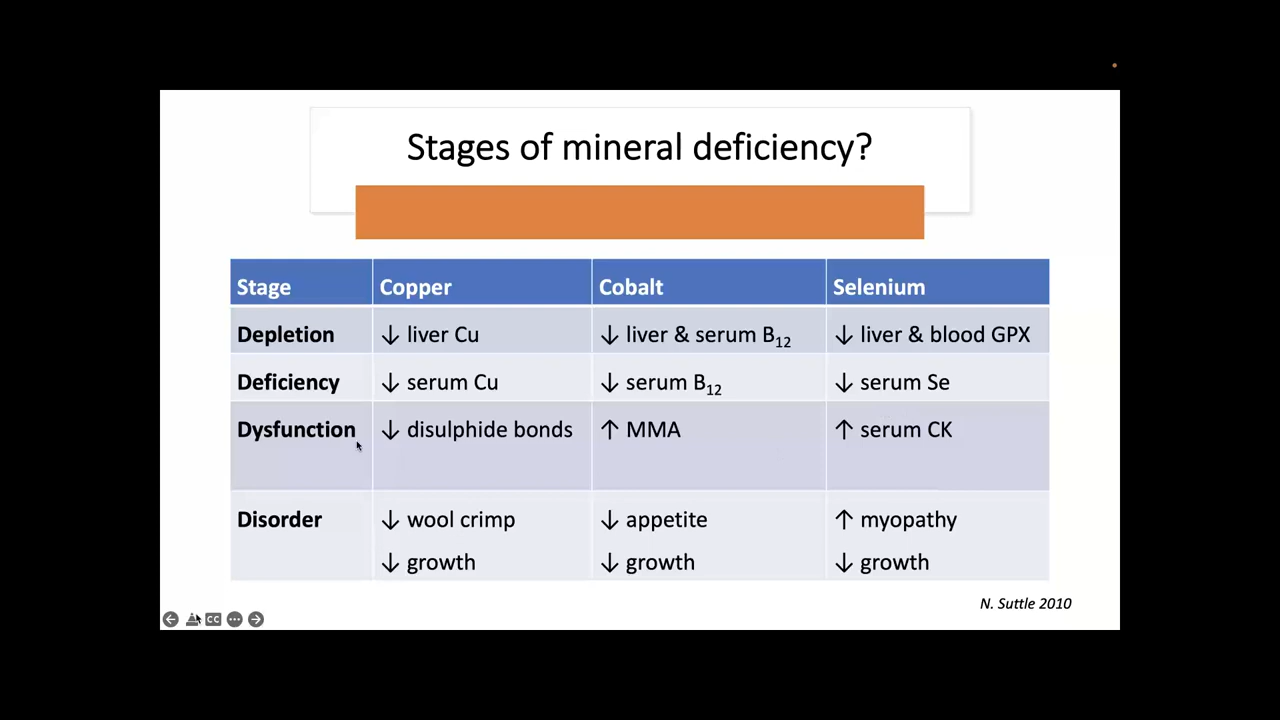 Stages of mineral deficiency?
Stage Copper Cobalt Selenium
Depletion ↓ liver Cu ↓ liver & serum B₁₂ ↓ liver & blood GPX
Deficiency ↓ serum Cu ↓ serum B₁₂ ↓ serum Se
Dysfunction ↓ disulphide bonds ↑ MMA ↑ serum CK
Disorder ↓ wool crimp ↓ appetite ↑ myopathy
↓ growth ↓ growth ↓ growth
N. Suttle 2010
CC